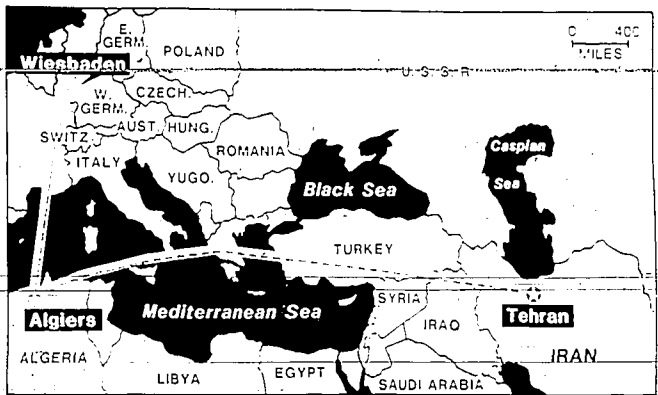 E.
GERM.
POLAND
0 400
MILES
Wiesbaden
U.S.S.R
CZECH.
W.
GERM.
AUST.
HUNG.
SWITZ.
ITALY
ROMANIA
YUGO.
Caspian
Sea
Black Sea
TURKEY
Algiers
Mediterranean Sea
SYRIA
Tehran
IRAQ
ALGERIA
IRAN
LIBYA
EGYPT
SAUDI ARABIA